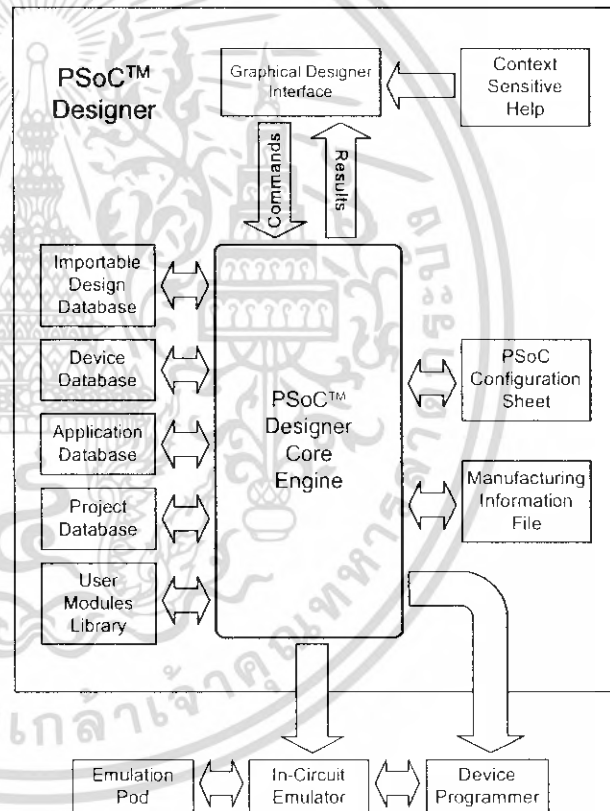 PSoC™
Designer
Graphical Designer
Interface
Context
Sensitive
Help
Commands
Results
Importable
Design
Database
Device
Database
Application
Database
Project
Database
User
Modules
Library
PSoC™
Designer
Core
Engine
PSoC
Configuration
Sheet
Manufacturing
Information
File
Emulation
Pod
In-Circuit
Emulator
Device
Programmer